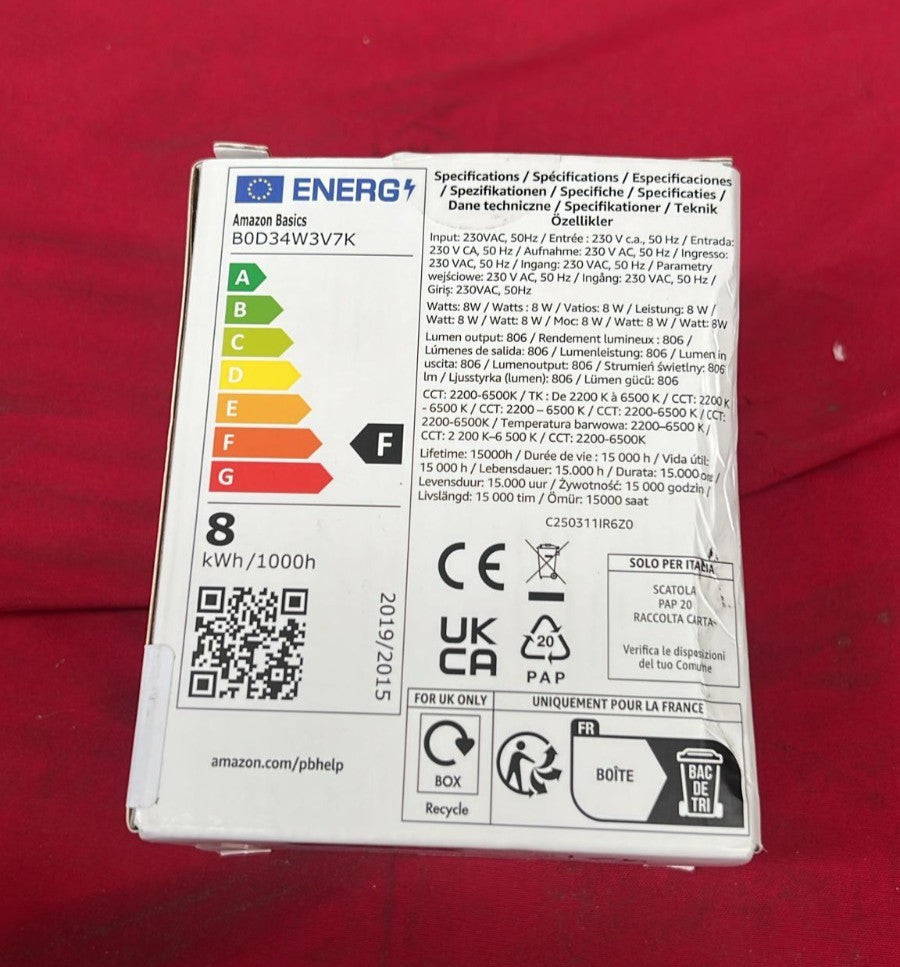 ENERG
Amazon Basics
B0D34W3V7K
A
B
C
D
E
F
G
F
8
kWh/1000h
2019/2015
amazon.com/pbhelp
Specifications / Spécifications / Especificaciones
/ Spezifikationen / Specifiche / Specificaties /
Dane techniczne / Specifikationer / Teknik
Özellikler
Input: 230VAC, 50Hz / Entrée : 230 V c.a., 50 Hz / Entrada:
230 V CA, 50 Hz / Aufnahme: 230 V AC, 50 Hz / Ingresso:
230 VAC, 50 Hz / Ingang: 230 VAC, 50 Hz / Parametry
wejściowe: 230 V AC, 50 Hz / Ingång: 230 VAC, 50 Hz /
Giriş: 230VAC, 50Hz
Watts: 8W / Watts : 8 W / Vatios: 8 W / Leistung: 8 W /
Watt: 8 W / Watt: 8 W / Moc: 8 W / Watt: 8 W / Watt: 8W
Lumen output: 806 / Rendement lumineux : 806 /
Lúmenes de salida: 806 / Lumenleistung: 806 / Lumen in
uscita: 806 / Lumenoutput: 806 / Strumień świetlny: 806
lm / Ljusstyrka (lumen): 806 / Lümen gücü: 806
CCT: 2200-6500K / TK : De 2200 K à 6500 K / CCT: 2200 K
- 6500 K / CCT: 2200 – 6500 K / CCT: 2200-6500 K / CCT:
2200-6500K / Temperatura barwowa: 2200–6500 K /
CCT: 2 200 K–6 500 K / CCT: 2200-6500K
Lifetime: 15000h / Durée de vie : 15 000 h / Vida útil:
15 000 h / Lebensdauer: 15.000 h / Durata: 15.000 ore /
Levensduur: 15.000 uur / Żywotność: 15 000 godzin /
Livslängd: 15 000 tim / Ömür: 15000 saat
C250311IR6Z0
CE
UK
CA
20
PAP
SOLO PER ITALIA
SCATOLA
PAP 20
RACCOLTA CARTA
Verifica le disposizioni
del tuo Comune
FOR UK ONLY
BOX
Recycle
UNIQUEMENT POUR LA FRANCE
FR
BOÎTE
BAC
DE
TRI